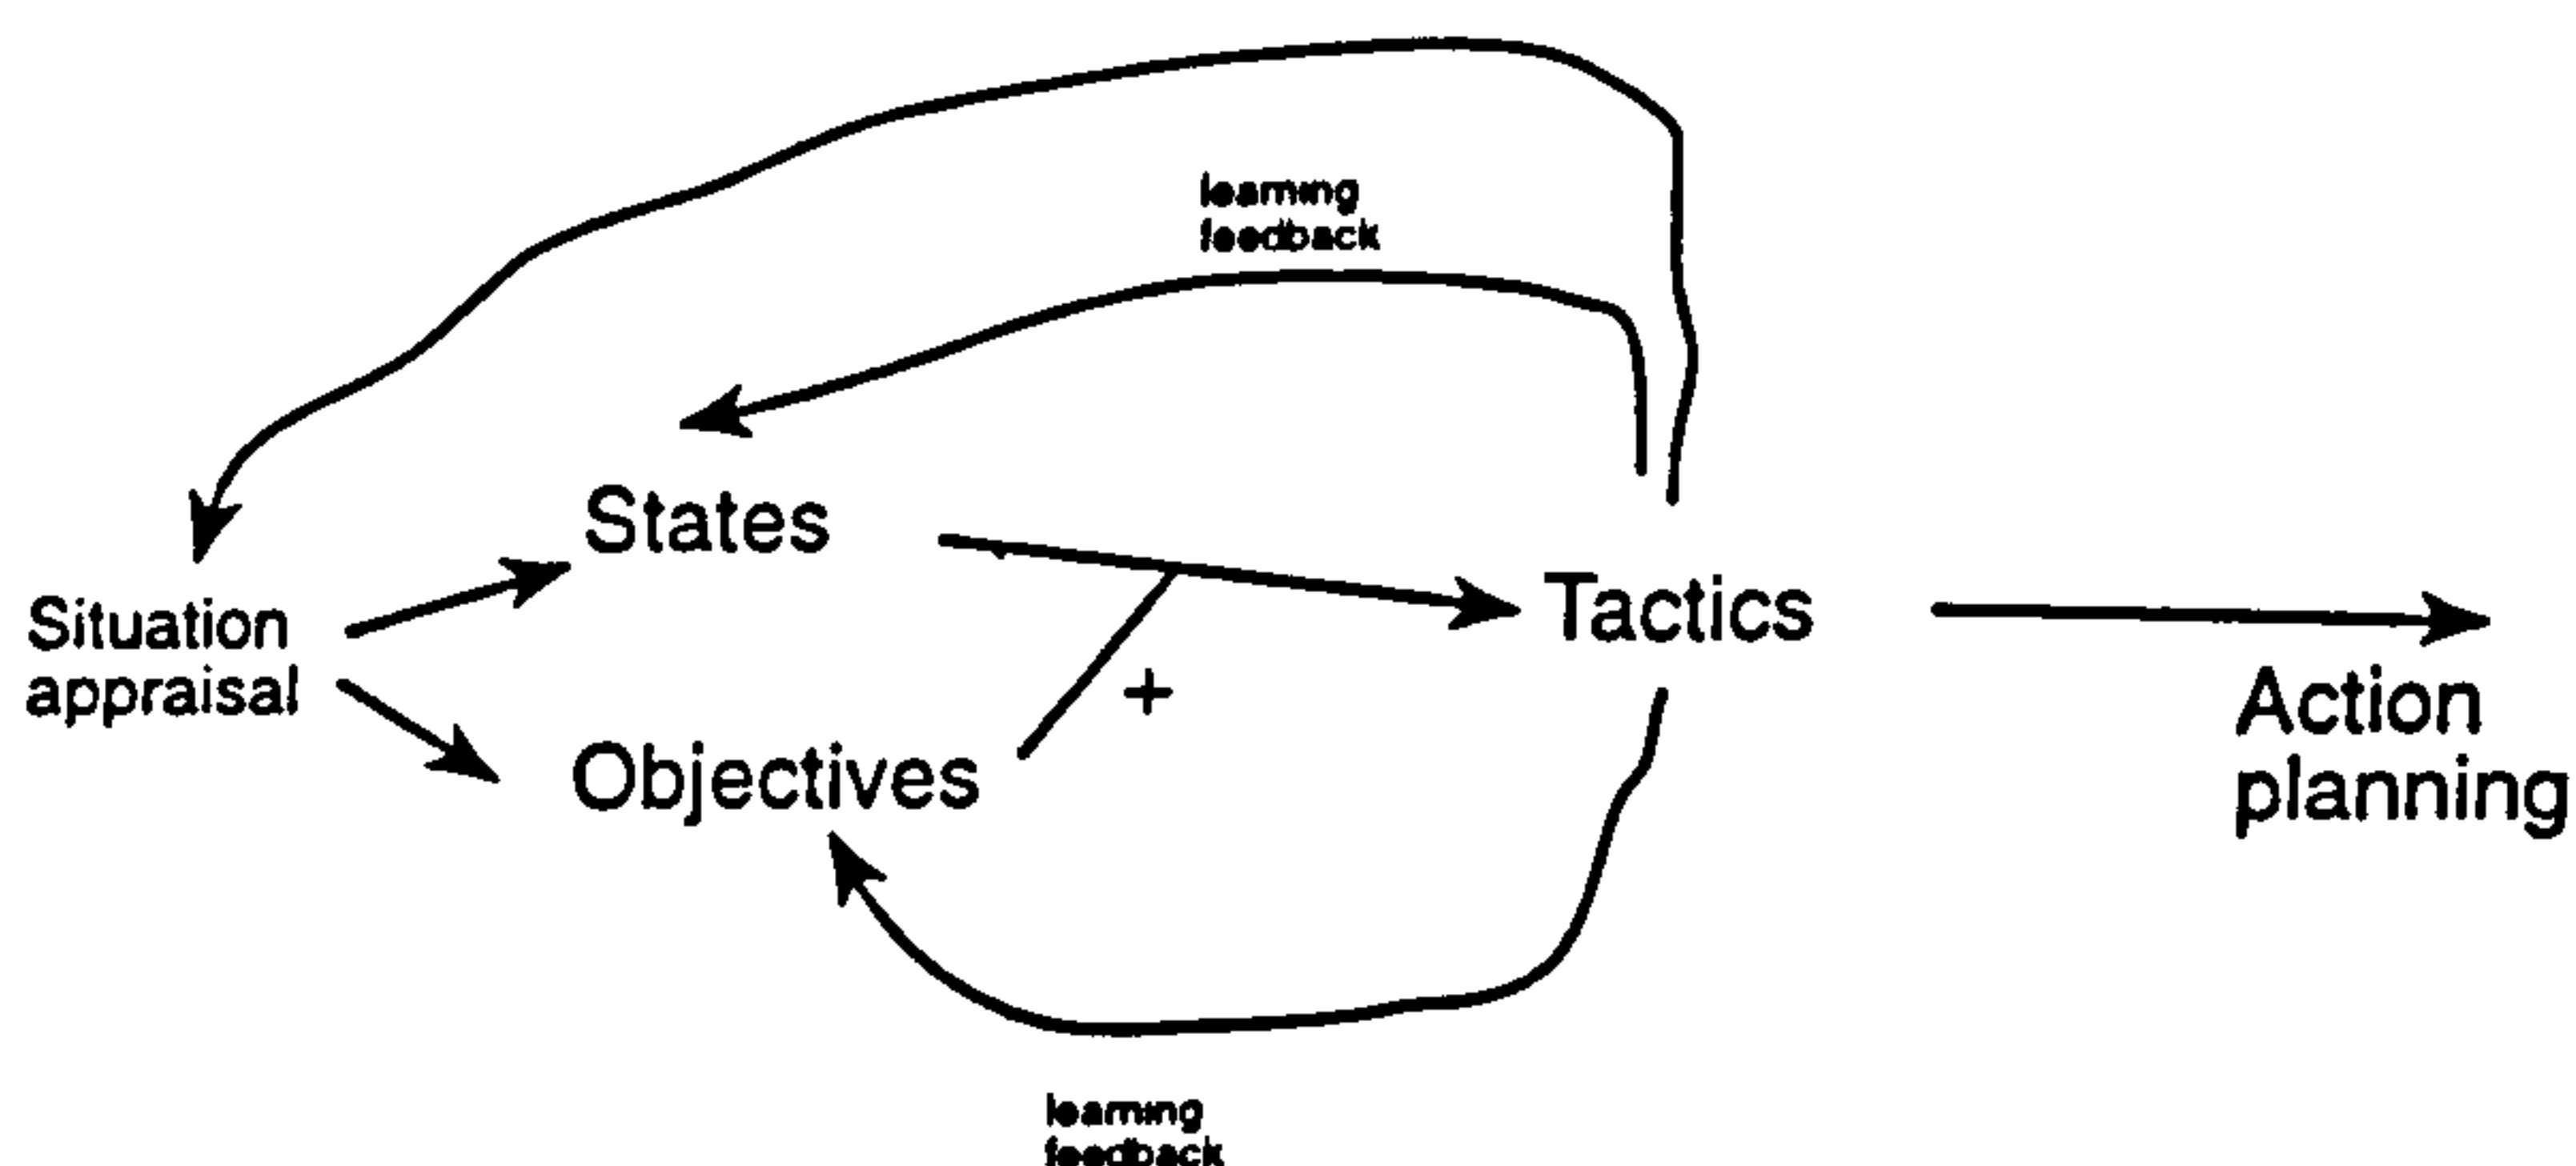 learning
feedback
States
Situation
appraisal
Tactics
+
Objectives
Action
planning
learning
feedback